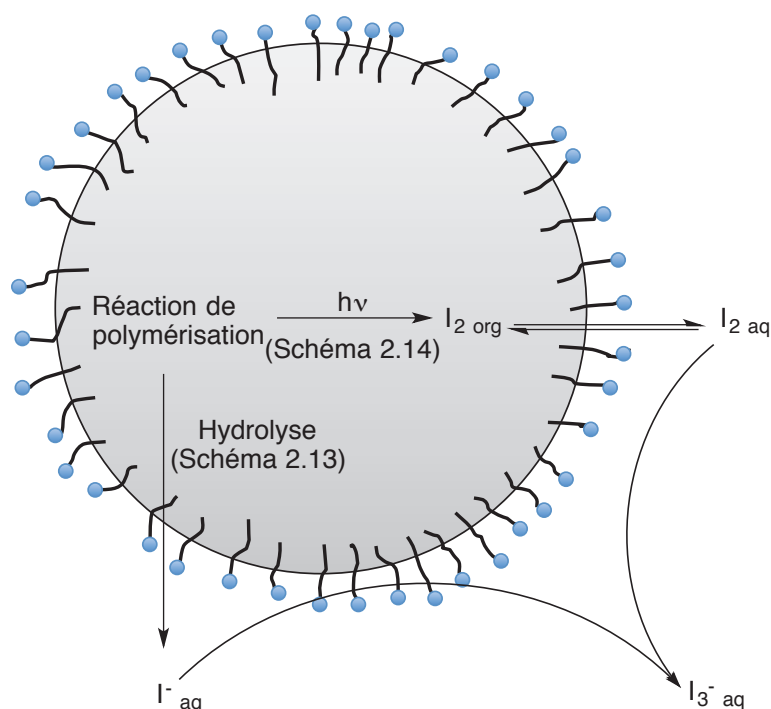 Réaction de
polymérisation
hν
(Schéma 2.14)
I₂ org
I₂ aq
Hydrolyse
(Schéma 2.13)
I⁻ aq
I₃⁻ aq